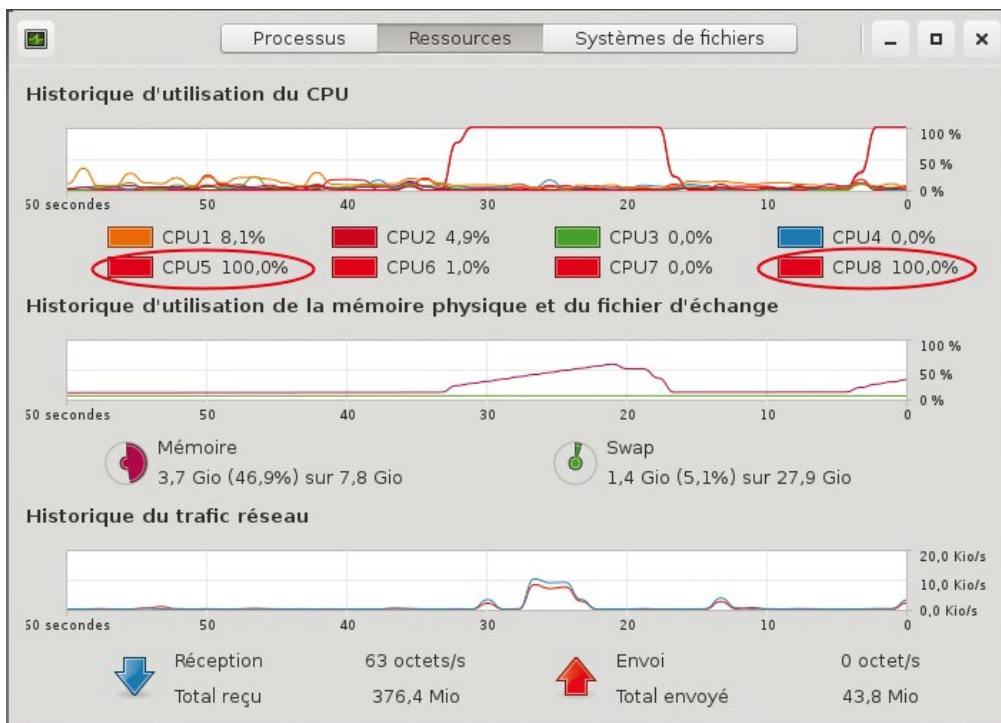 Processus Ressources Systèmes de fichiers
Historique d'utilisation du CPU
100 %
50 %
0 %
50 secondes 50 40 30 20 10 0
CPU1 8,1% CPU2 4,9% CPU3 0,0% CPU4 0,0%
CPU5 100,0% CPU6 1,0% CPU7 0,0% CPU8 100,0%
Historique d'utilisation de la mémoire physique et du fichier d'échange
100 %
50 %
0 %
50 secondes 50 40 30 20 10 0
Mémoire Swap
3,7 Gio (46,9%) sur 7,8 Gio 1,4 Gio (5,1%) sur 27,9 Gio
Historique du trafic réseau
20,0 Kio/s
10,0 Kio/s
0,0 Kio/s
50 secondes 50 40 30 20 10 0
Réception 63 octets/s Envoi 0 octet/s
Total reçu 376,4 Mio Total envoyé 43,8 Mio